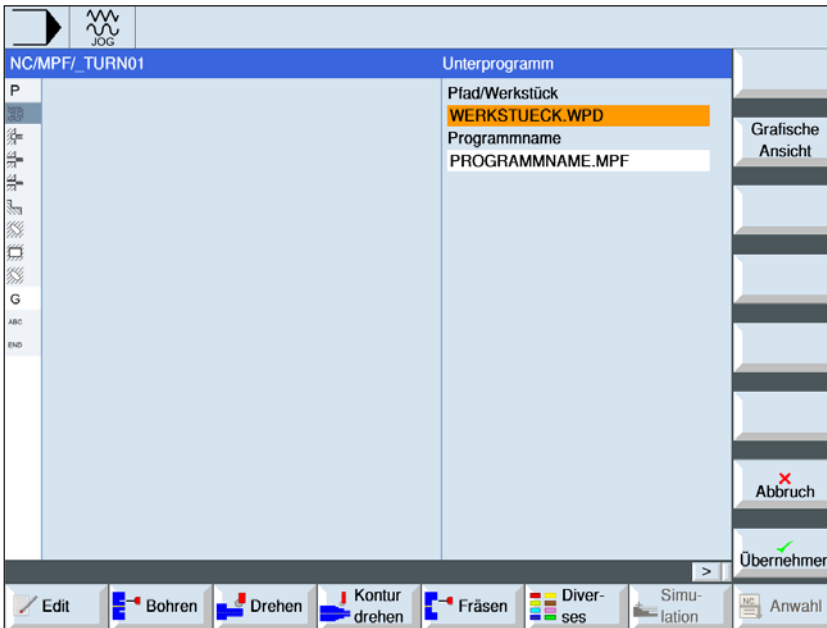 JOG
NC/MPF/_TURN01
Unterprogramm
P
Pfad/Werkstück
WERKSTUECK.WPD
Programmname
PROGRAMMNAME.MPF
Grafische
Ansicht
G
ABC
END
Abbruch
Übernehmen
>
Edit
Bohren
Drehen
Kontur
drehen
Fräsen
Diver-
ses
Simu-
lation
NC
Anwahl